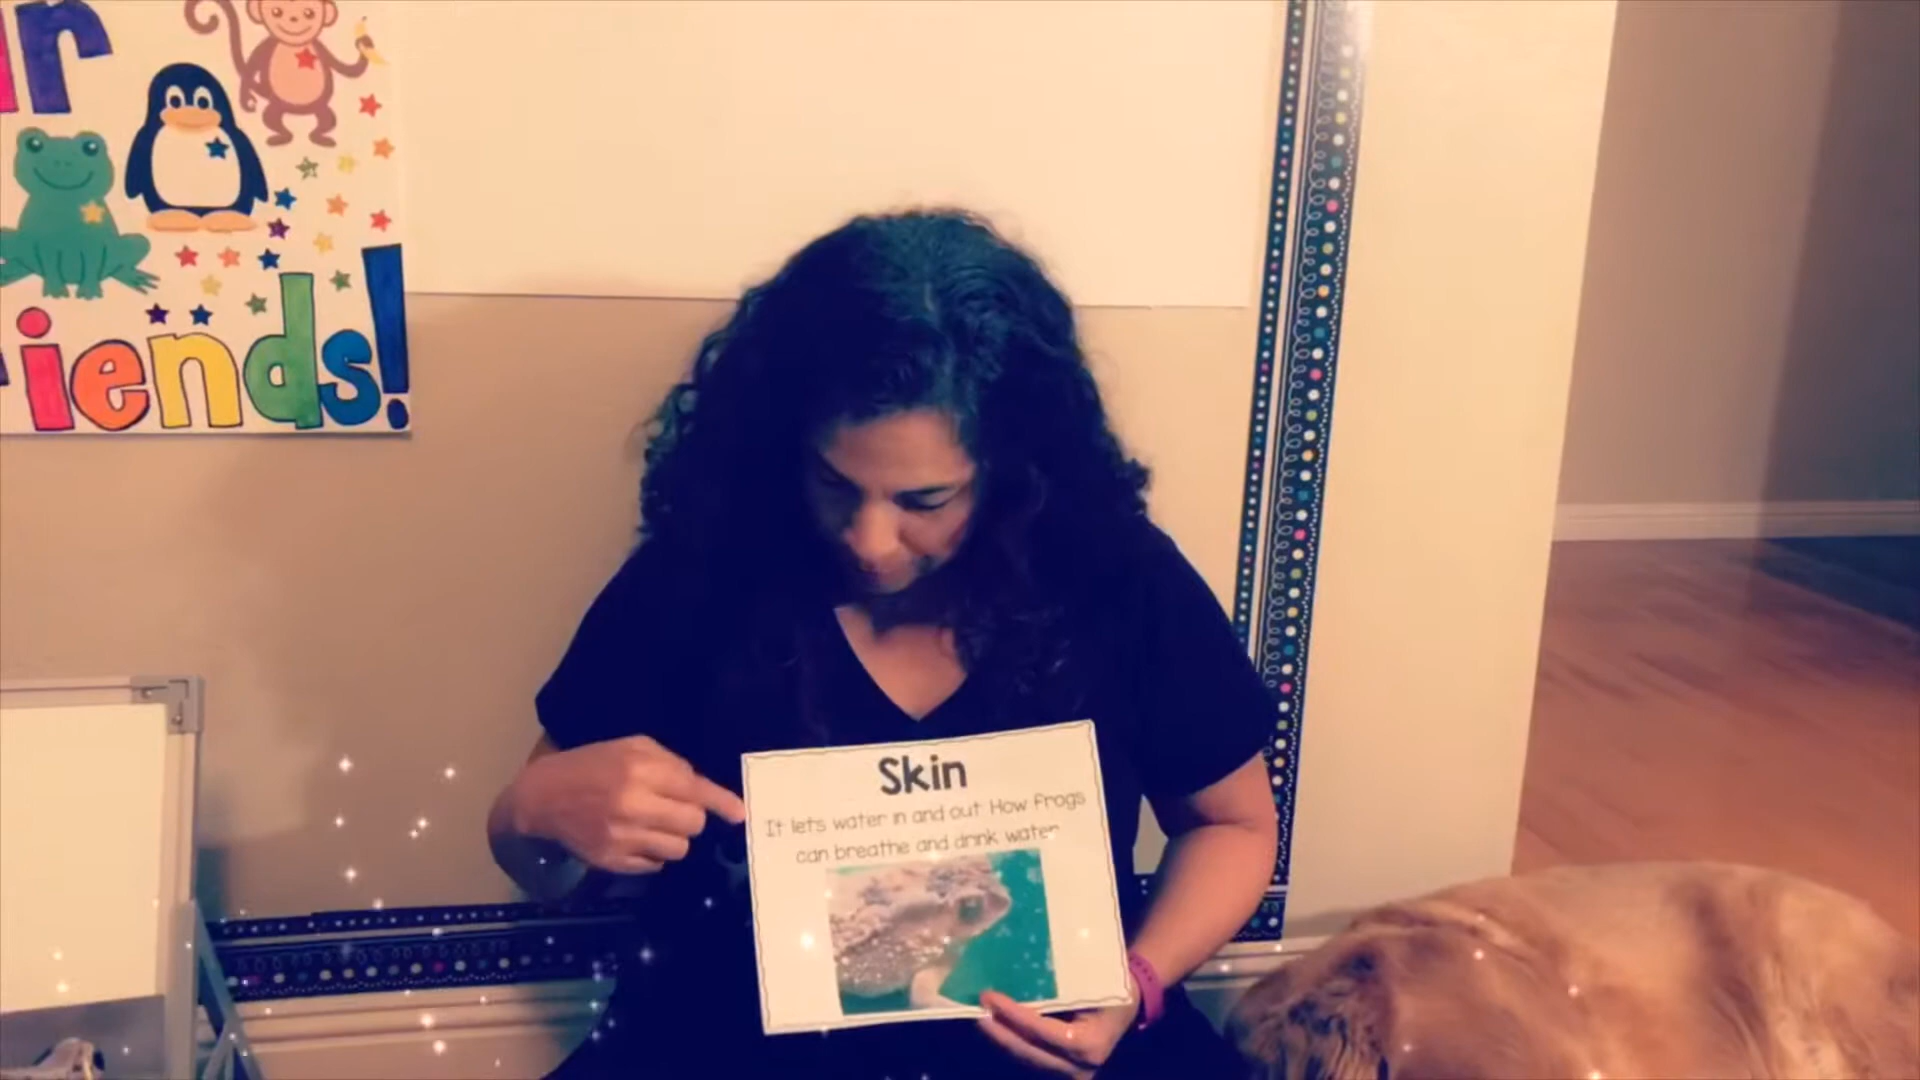 r
iends!
Skin
It lets water in and out. How frogs
can breathe and drink water.